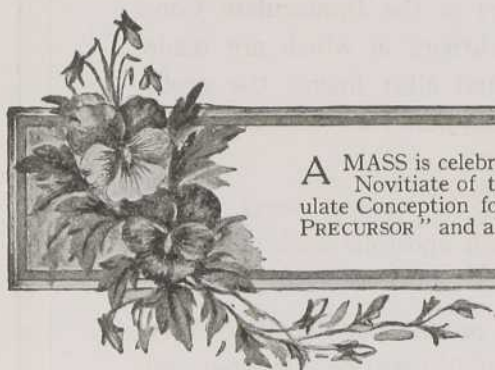 A MASS is celebr
Novitiate of t
ulate Conception fo
PRECURSOR" and a